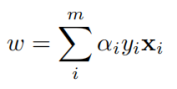 $w = \sum_{i}^{m} \alpha_i y_i \mathbf{x}_i$